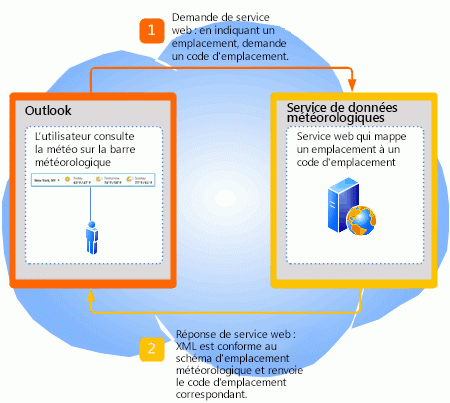 1
Demande de service
web : en indiquant un
emplacement, demande
un code d'emplacement.
Outlook
L'utilisateur consulte
la météo sur la barre
météorologique
New York, NY
Today
Tomorrow
Sunday
Service de données
météorologiques
Service web qui mappe
un emplacement à un
code d'emplacement
2
Réponse de service web :
XML est conforme au
schéma d'emplacement
météorologique et renvoie
le code d'emplacement
correspondant.